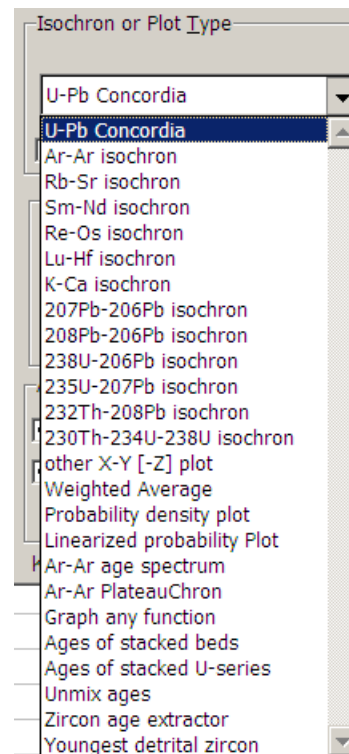 Isochron or Plot Type
U-Pb Concordia
U-Pb Concordia
Ar-Ar isochron
Rb-Sr isochron
Sm-Nd isochron
Re-Os isochron
Lu-Hf isochron
K-Ca isochron
207Pb-206Pb isochron
208Pb-206Pb isochron
238U-206Pb isochron
235U-207Pb isochron
232Th-208Pb isochron
230Th-234U-238U isochron
other X-Y [-Z] plot
Weighted Average
Probability density plot
Linearized probability Plot
Ar-Ar age spectrum
Ar-Ar PlateauChron
Graph any function
Ages of stacked beds
Ages of stacked U-series
Unmix ages
Zircon age extractor
Youngest detrital zircon